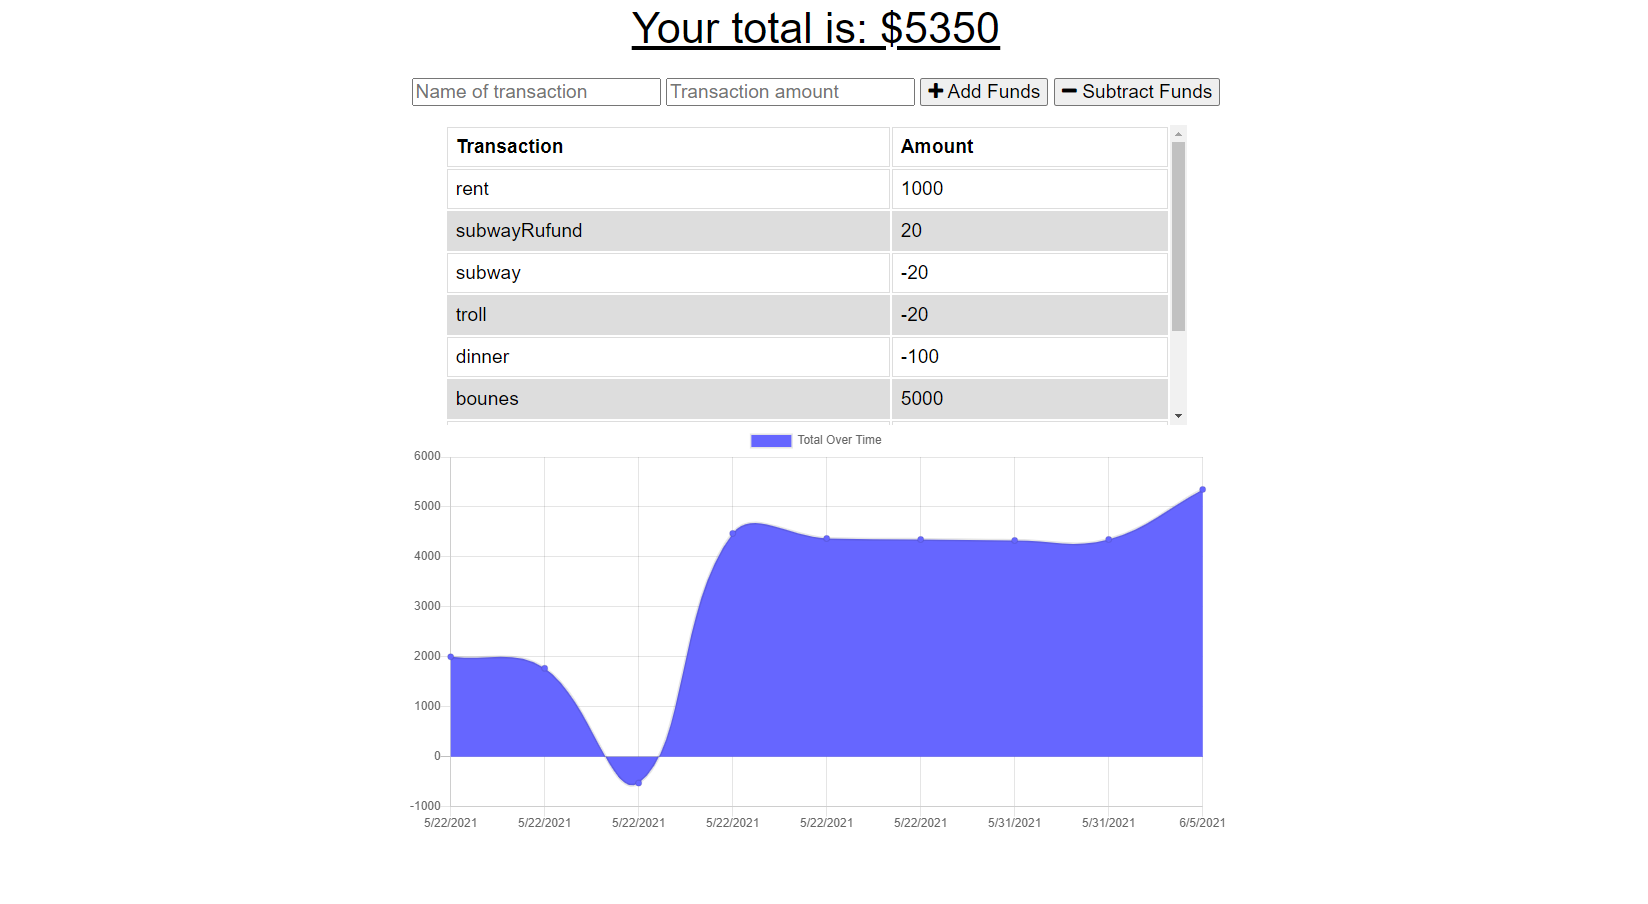 Your total is: $5350
Name of transaction Transaction amount Add Funds Subtract Funds
Transaction Amount
rent 1000
subwayRufund 20
subway -20
troll -20
dinner -100
bounes 5000
Total Over Time
6000
5000
4000
3000
2000
1000
0
-1000
5/22/2021 5/22/2021 5/22/2021 5/22/2021 5/22/2021 5/22/2021 5/31/2021 5/31/2021 6/5/2021